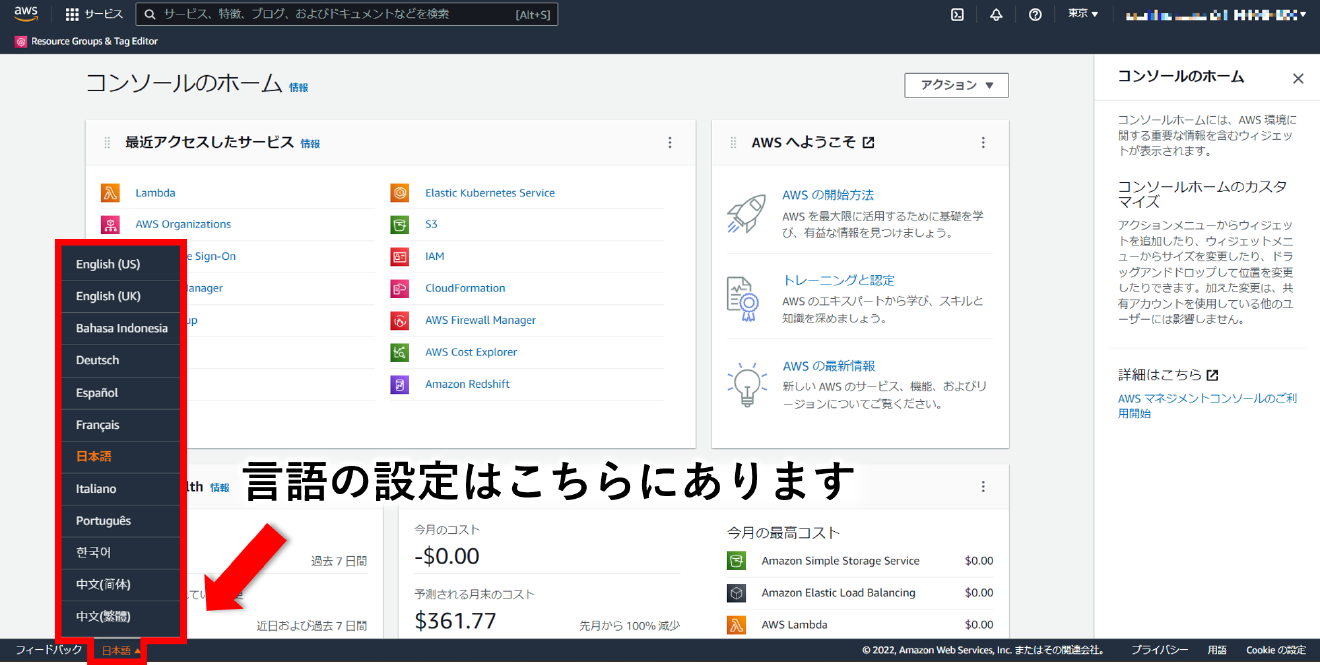 aws
サービス
サービス、特徴、ブログ、およびドキュメントなどを検索
[Alt+S]
東京
Resource Groups & Tag Editor
コンソールのホーム 情報
アクション
最近アクセスしたサービス 情報
Lambda
AWS Organizations
e Sign-On
anager
up
Elastic Kubernetes Service
S3
IAM
CloudFormation
AWS Firewall Manager
AWS Cost Explorer
Amazon Redshift
AWS へようこそ
AWS の開始方法
AWS を最大限に活用するために基礎を学
び、有益な情報を見つけましょう。
トレーニングと認定
AWS のエキスパートから学び、スキルと
知識を深めましょう。
AWS の最新情報
新しい AWS のサービス、機能、およびリ
ージョンについてご覧ください。
コンソールのホーム
コンソールホームには、AWS 環境に
関する重要な情報を含むウィジェッ
トが表示されます。
コンソールホームのカスタ
マイズ
アクションメニューからウィジェッ
トを追加したり、ウィジェットメニ
ューからサイズを変更したり、ドラ
ッグアンドドロップして位置を変更
したりできます。加えた変更は、共
有アカウントを使用している他のユ
ーザーには影響しません。
詳細はこちら
AWS マネジメントコンソールのご利
用開始
English (US)
English (UK)
Bahasa Indonesia
Deutsch
Español
Français
日本語
Italiano
Português
한국어
中文(简体)
中文(繁體)
lth 情報
言語の設定はこちらにあります
過去 7 日間
近日および過去 7 日間
今月のコスト
-$0.00
予測される月末のコスト
$361.77
先月から 100% 減少
今月の最高コスト
Amazon Simple Storage Service $0.00
Amazon Elastic Load Balancing $0.00
AWS Lambda $0.00
フィードバック
日本語
© 2022, Amazon Web Services, Inc. またはその関連会社。
プライバシー
用語
Cookie の設定